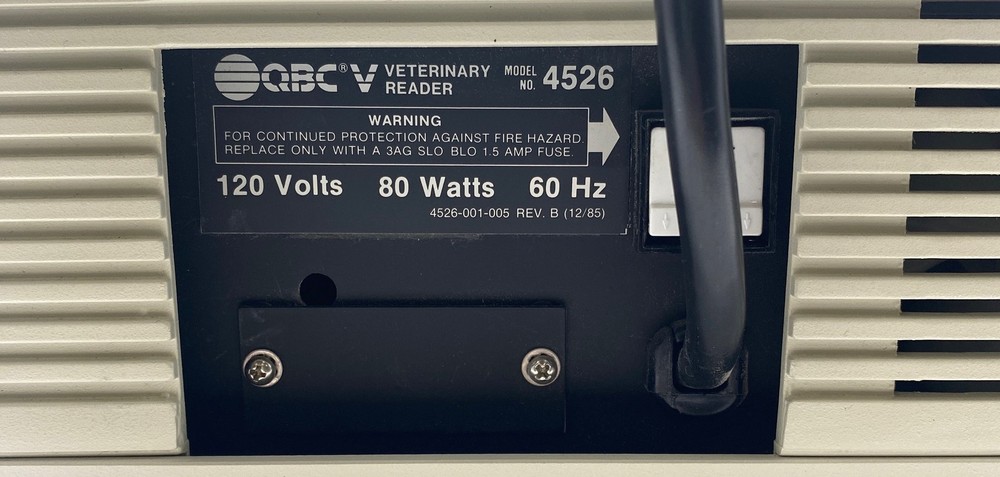 QBC® V VETERINARY READER MODEL NO. 4526
WARNING
FOR CONTINUED PROTECTION AGAINST FIRE HAZARD
REPLACE ONLY WITH A 3AG SLO BLO 1.5 AMP FUSE.
120 Volts 80 Watts 60 Hz
4526-001-005 REV. B (12/85)